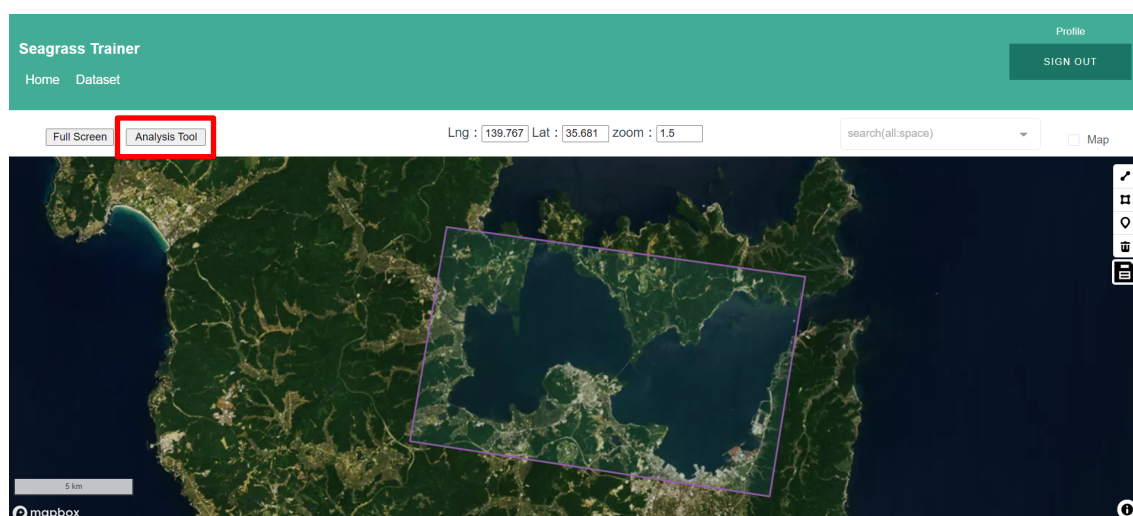 Profile
Seagrass Trainer
SIGN OUT
Home Dataset
Full Screen Analysis Tool Lng : 139.767 Lat : 35.681 zoom : 1.5 search(all:space) Map
5 km
mapbox